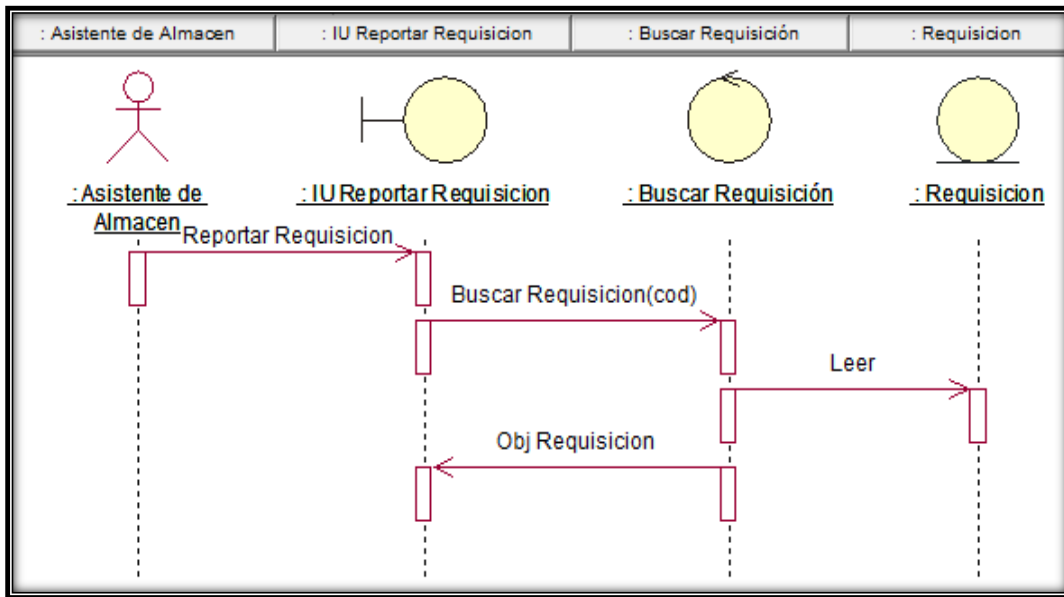 : Asistente de Almacen
: IU Reportar Requisicion
: Buscar Requisición
: Requisicion
: Asistente de
Almacen
: IU Reportar Requisicion
: Buscar Requisición
: Requisicion
Reportar Requisicion
Buscar Requisicion(cod)
Leer
Obj Requisicion